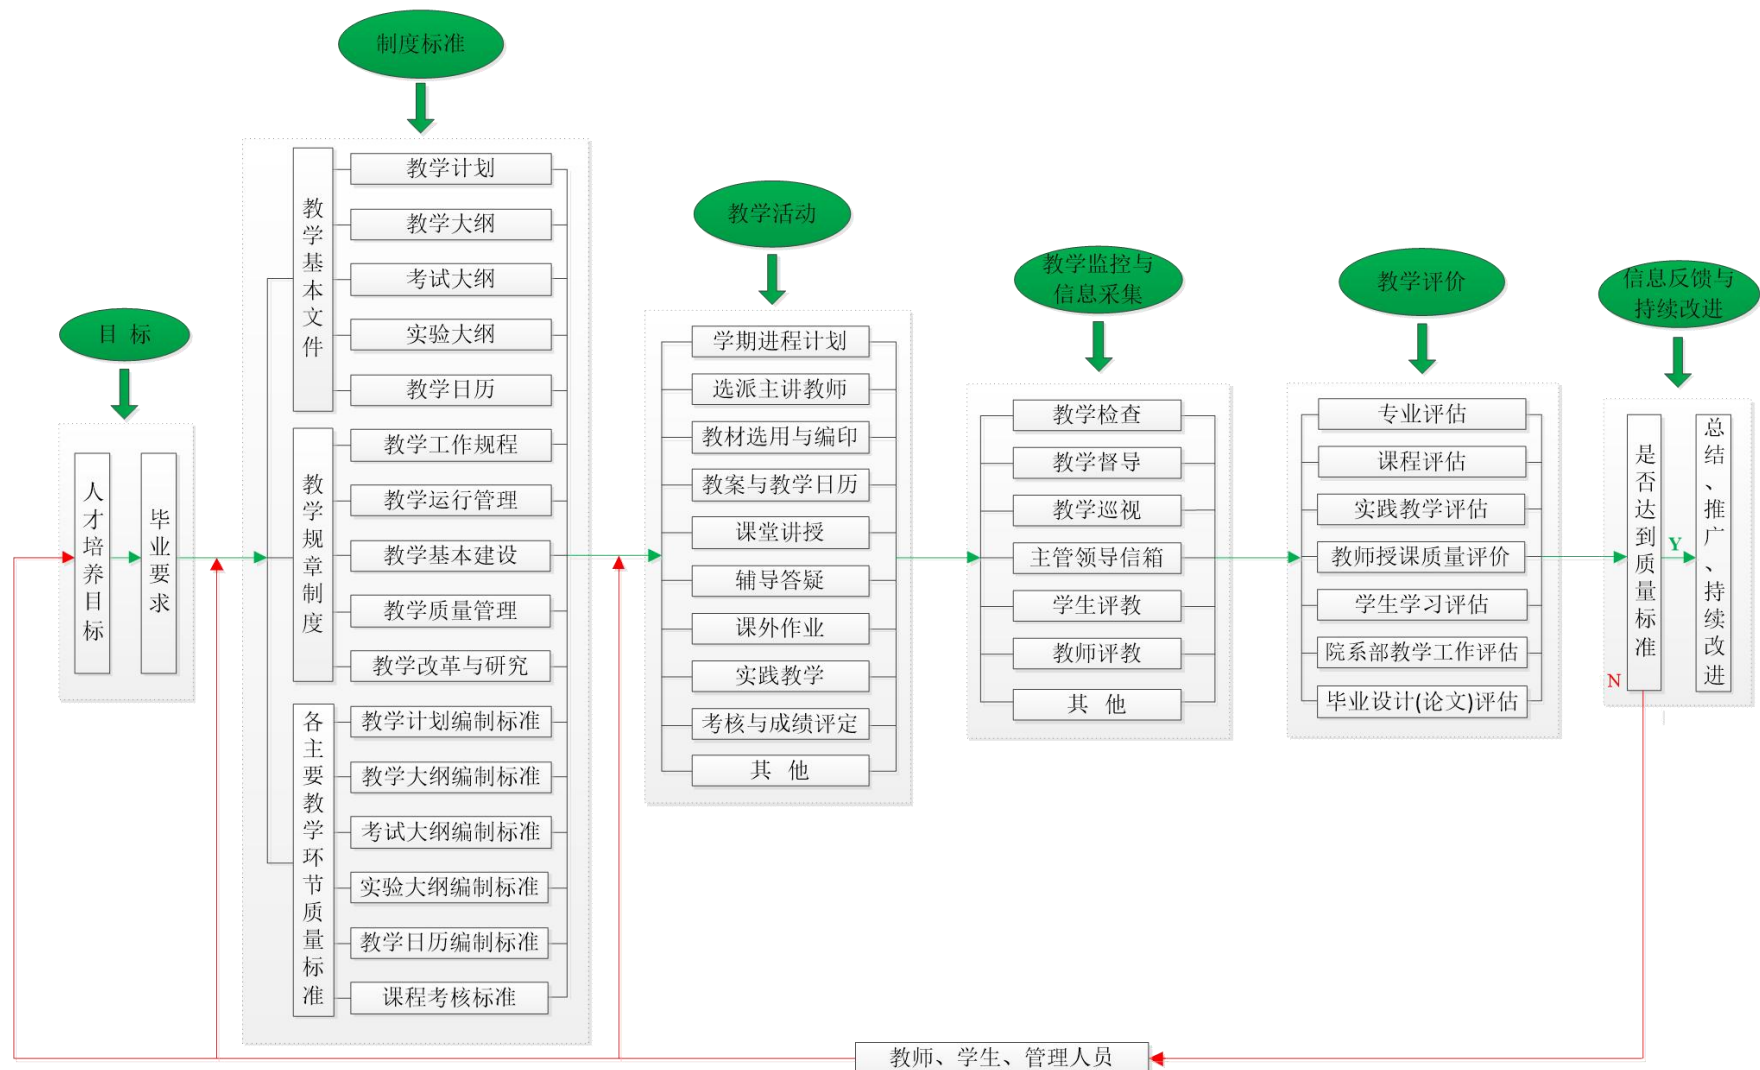 目 标
人才培养目标
毕业要求
制度标准
教学基本文件
教学计划
教学大纲
考试大纲
实验大纲
教学日历
教学规章制度
教学工作规程
教学运行管理
教学基本建设
教学质量管理
教学改革与研究
各主要教学环节质量标准
教学计划编制标准
教学大纲编制标准
考试大纲编制标准
实验大纲编制标准
教学日历编制标准
课程考核标准
教学活动
学期进程计划
选派主讲教师
教材选用与编印
教案与教学日历
课堂讲授
辅导答疑
课外作业
实践教学
考核与成绩评定
其 他
教学监控与
信息采集
教学检查
教学督导
教学巡视
主管领导信箱
学生评教
教师评教
其 他
教学评价
专业评估
课程评估
实践教学评估
教师授课质量评价
学生学习评估
院系部教学工作评估
毕业设计(论文)评估
信息反馈与
持续改进
是否达到质量标准
Y
N
总结、推广、持续改进
教师、学生、管理人员